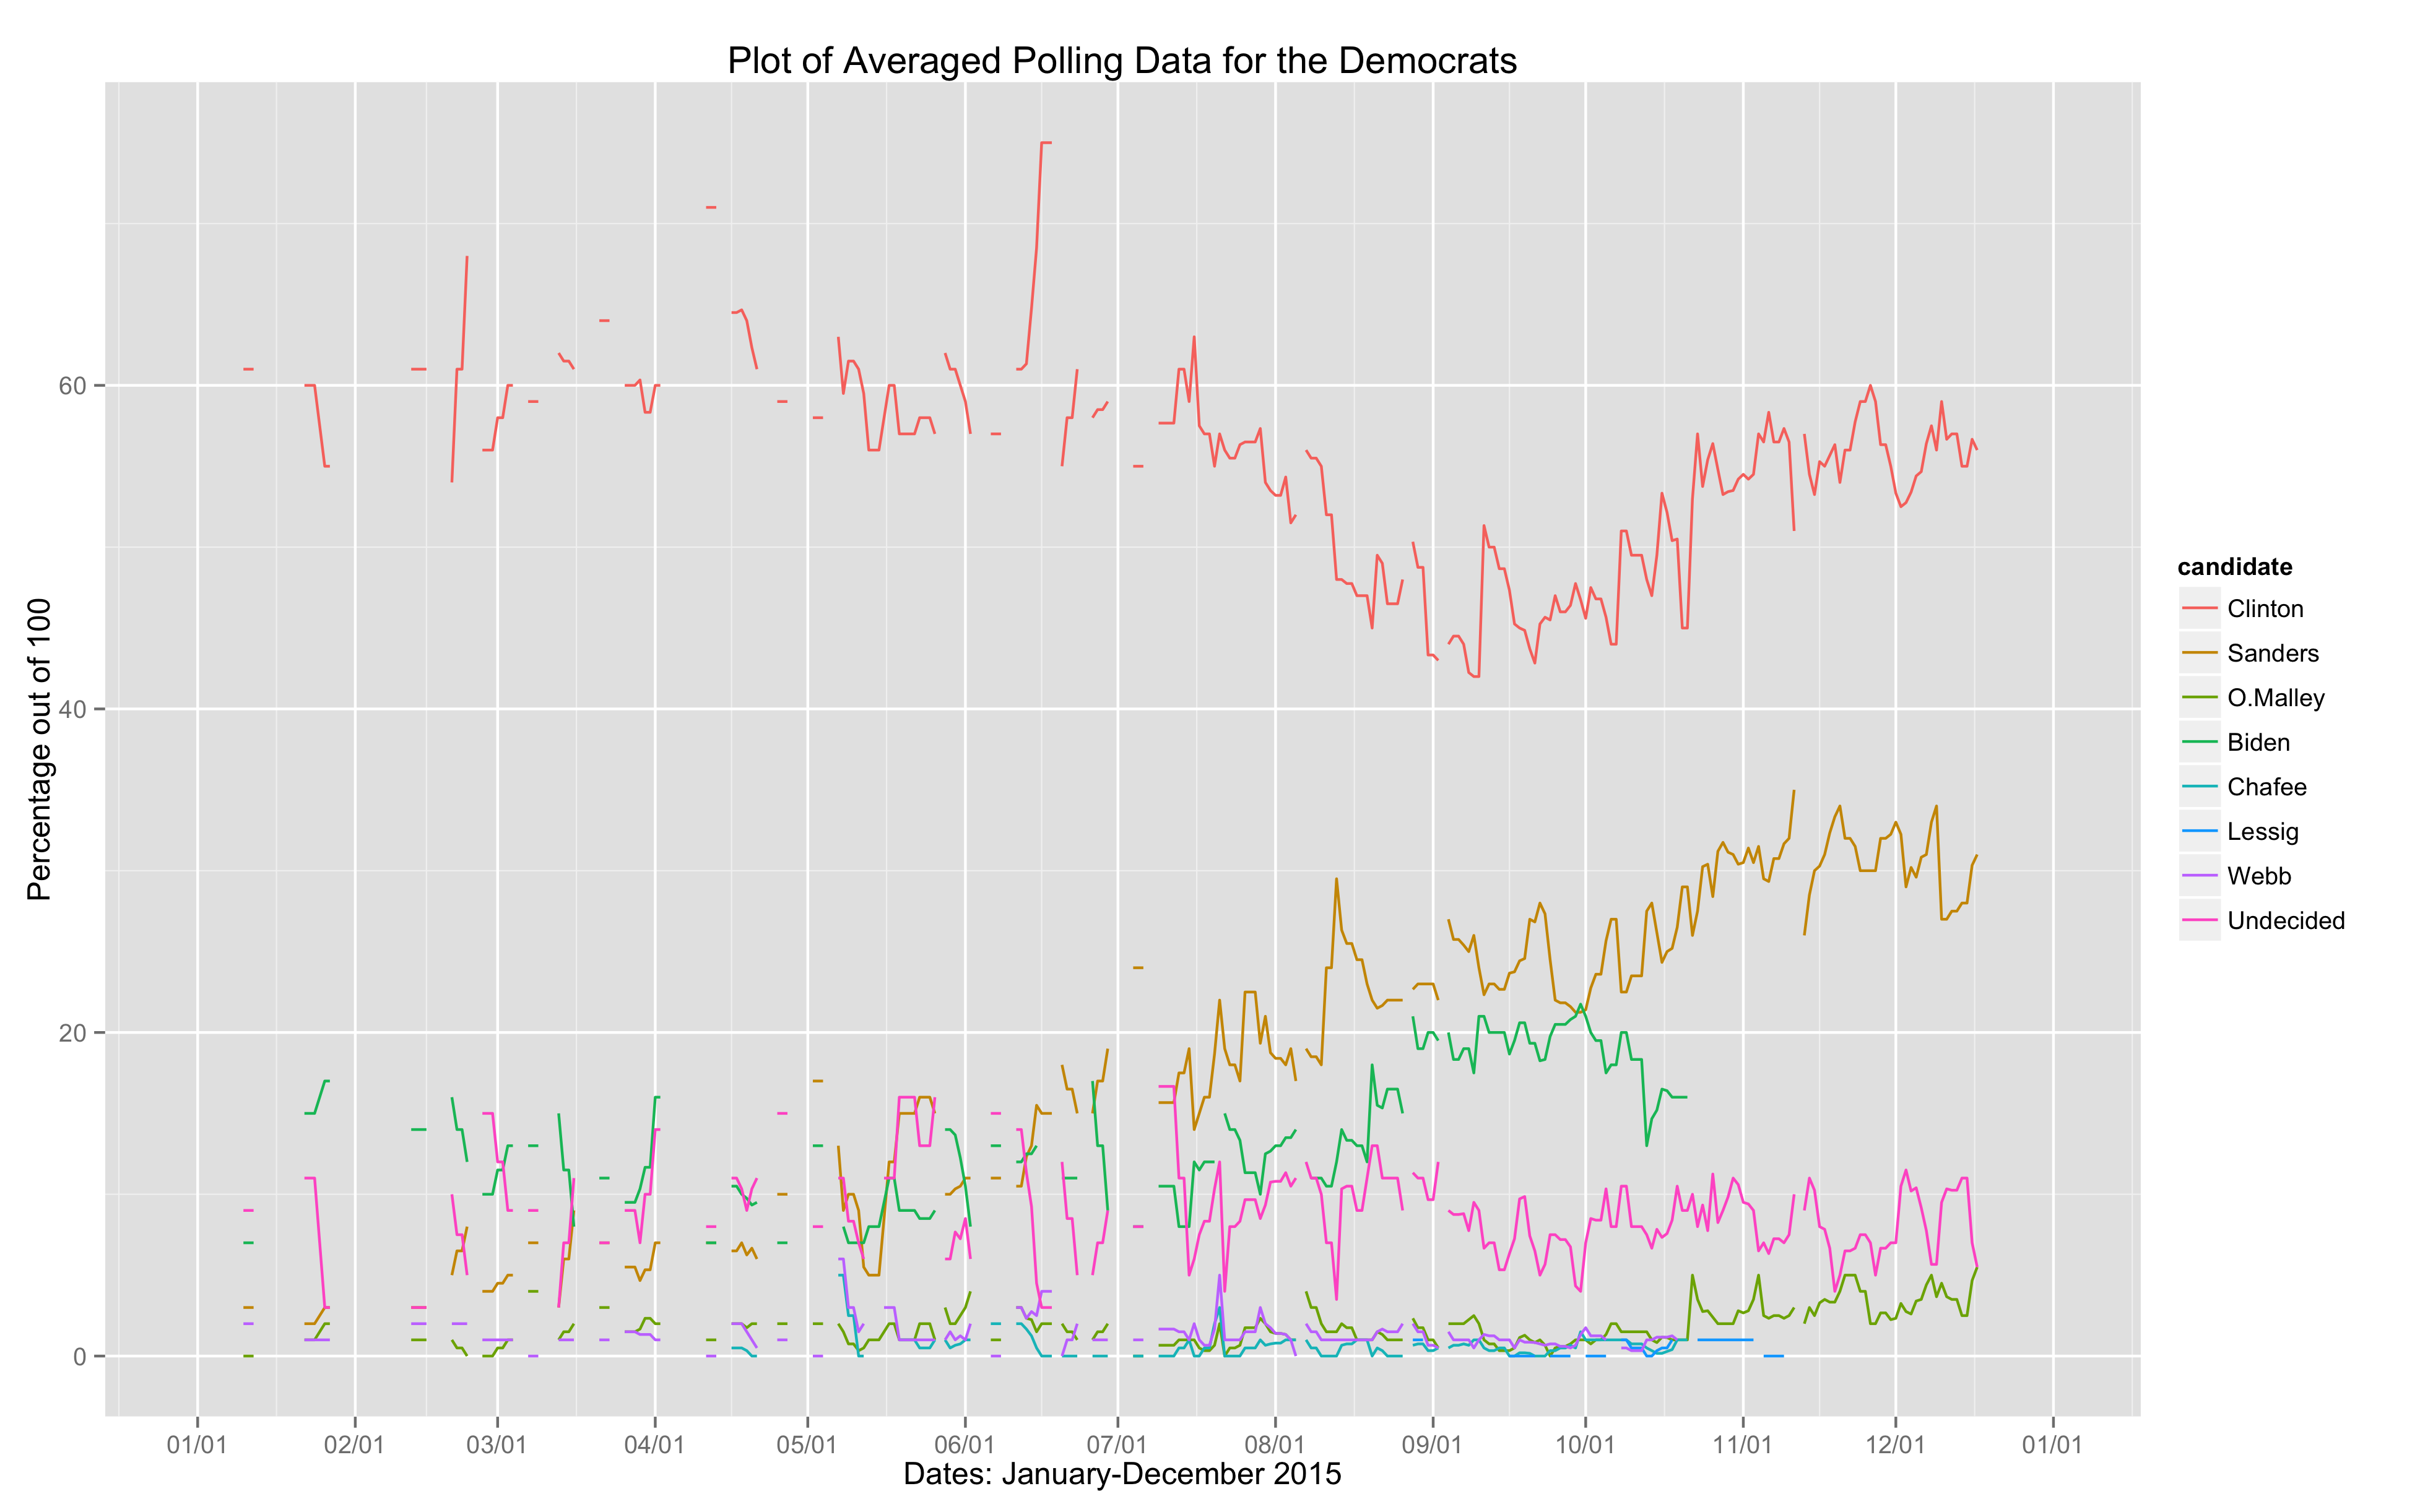 Plot of Averaged Polling Data for the Democrats
Percentage out of 100
60
40
20
0
01/01 02/01 03/01 04/01 05/01 06/01 07/01 08/01 09/01 10/01 11/01 12/01 01/01
Dates: January-December 2015
candidate
Clinton
Sanders
O.Malley
Biden
Chafee
Lessig
Webb
Undecided